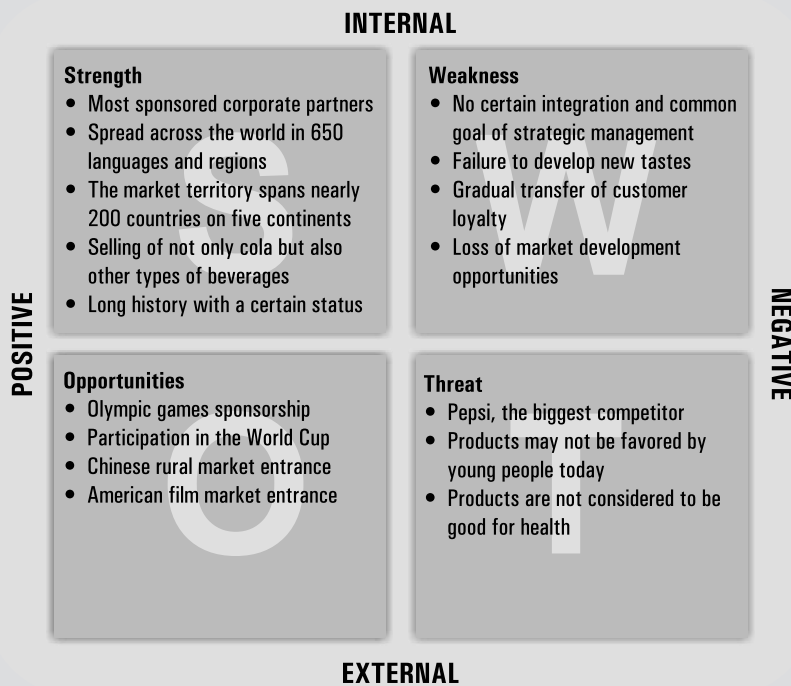 INTERNAL
Strength
• Most sponsored corporate partners
• Spread across the world in 650
languages and regions
• The market territory spans nearly
200 countries on five continents
• Selling of not only cola but also
other types of beverages
• Long history with a certain status
S
Weakness
• No certain integration and common
goal of strategic management
• Failure to develop new tastes
• Gradual transfer of customer
loyalty
• Loss of market development
opportunities
W
POSITIVE
NEGATIVE
Opportunities
• Olympic games sponsorship
• Participation in the World Cup
• Chinese rural market entrance
• American film market entrance
O
Threat
• Pepsi, the biggest competitor
• Products may not be favored by
young people today
• Products are not considered to be
good for health
T
EXTERNAL